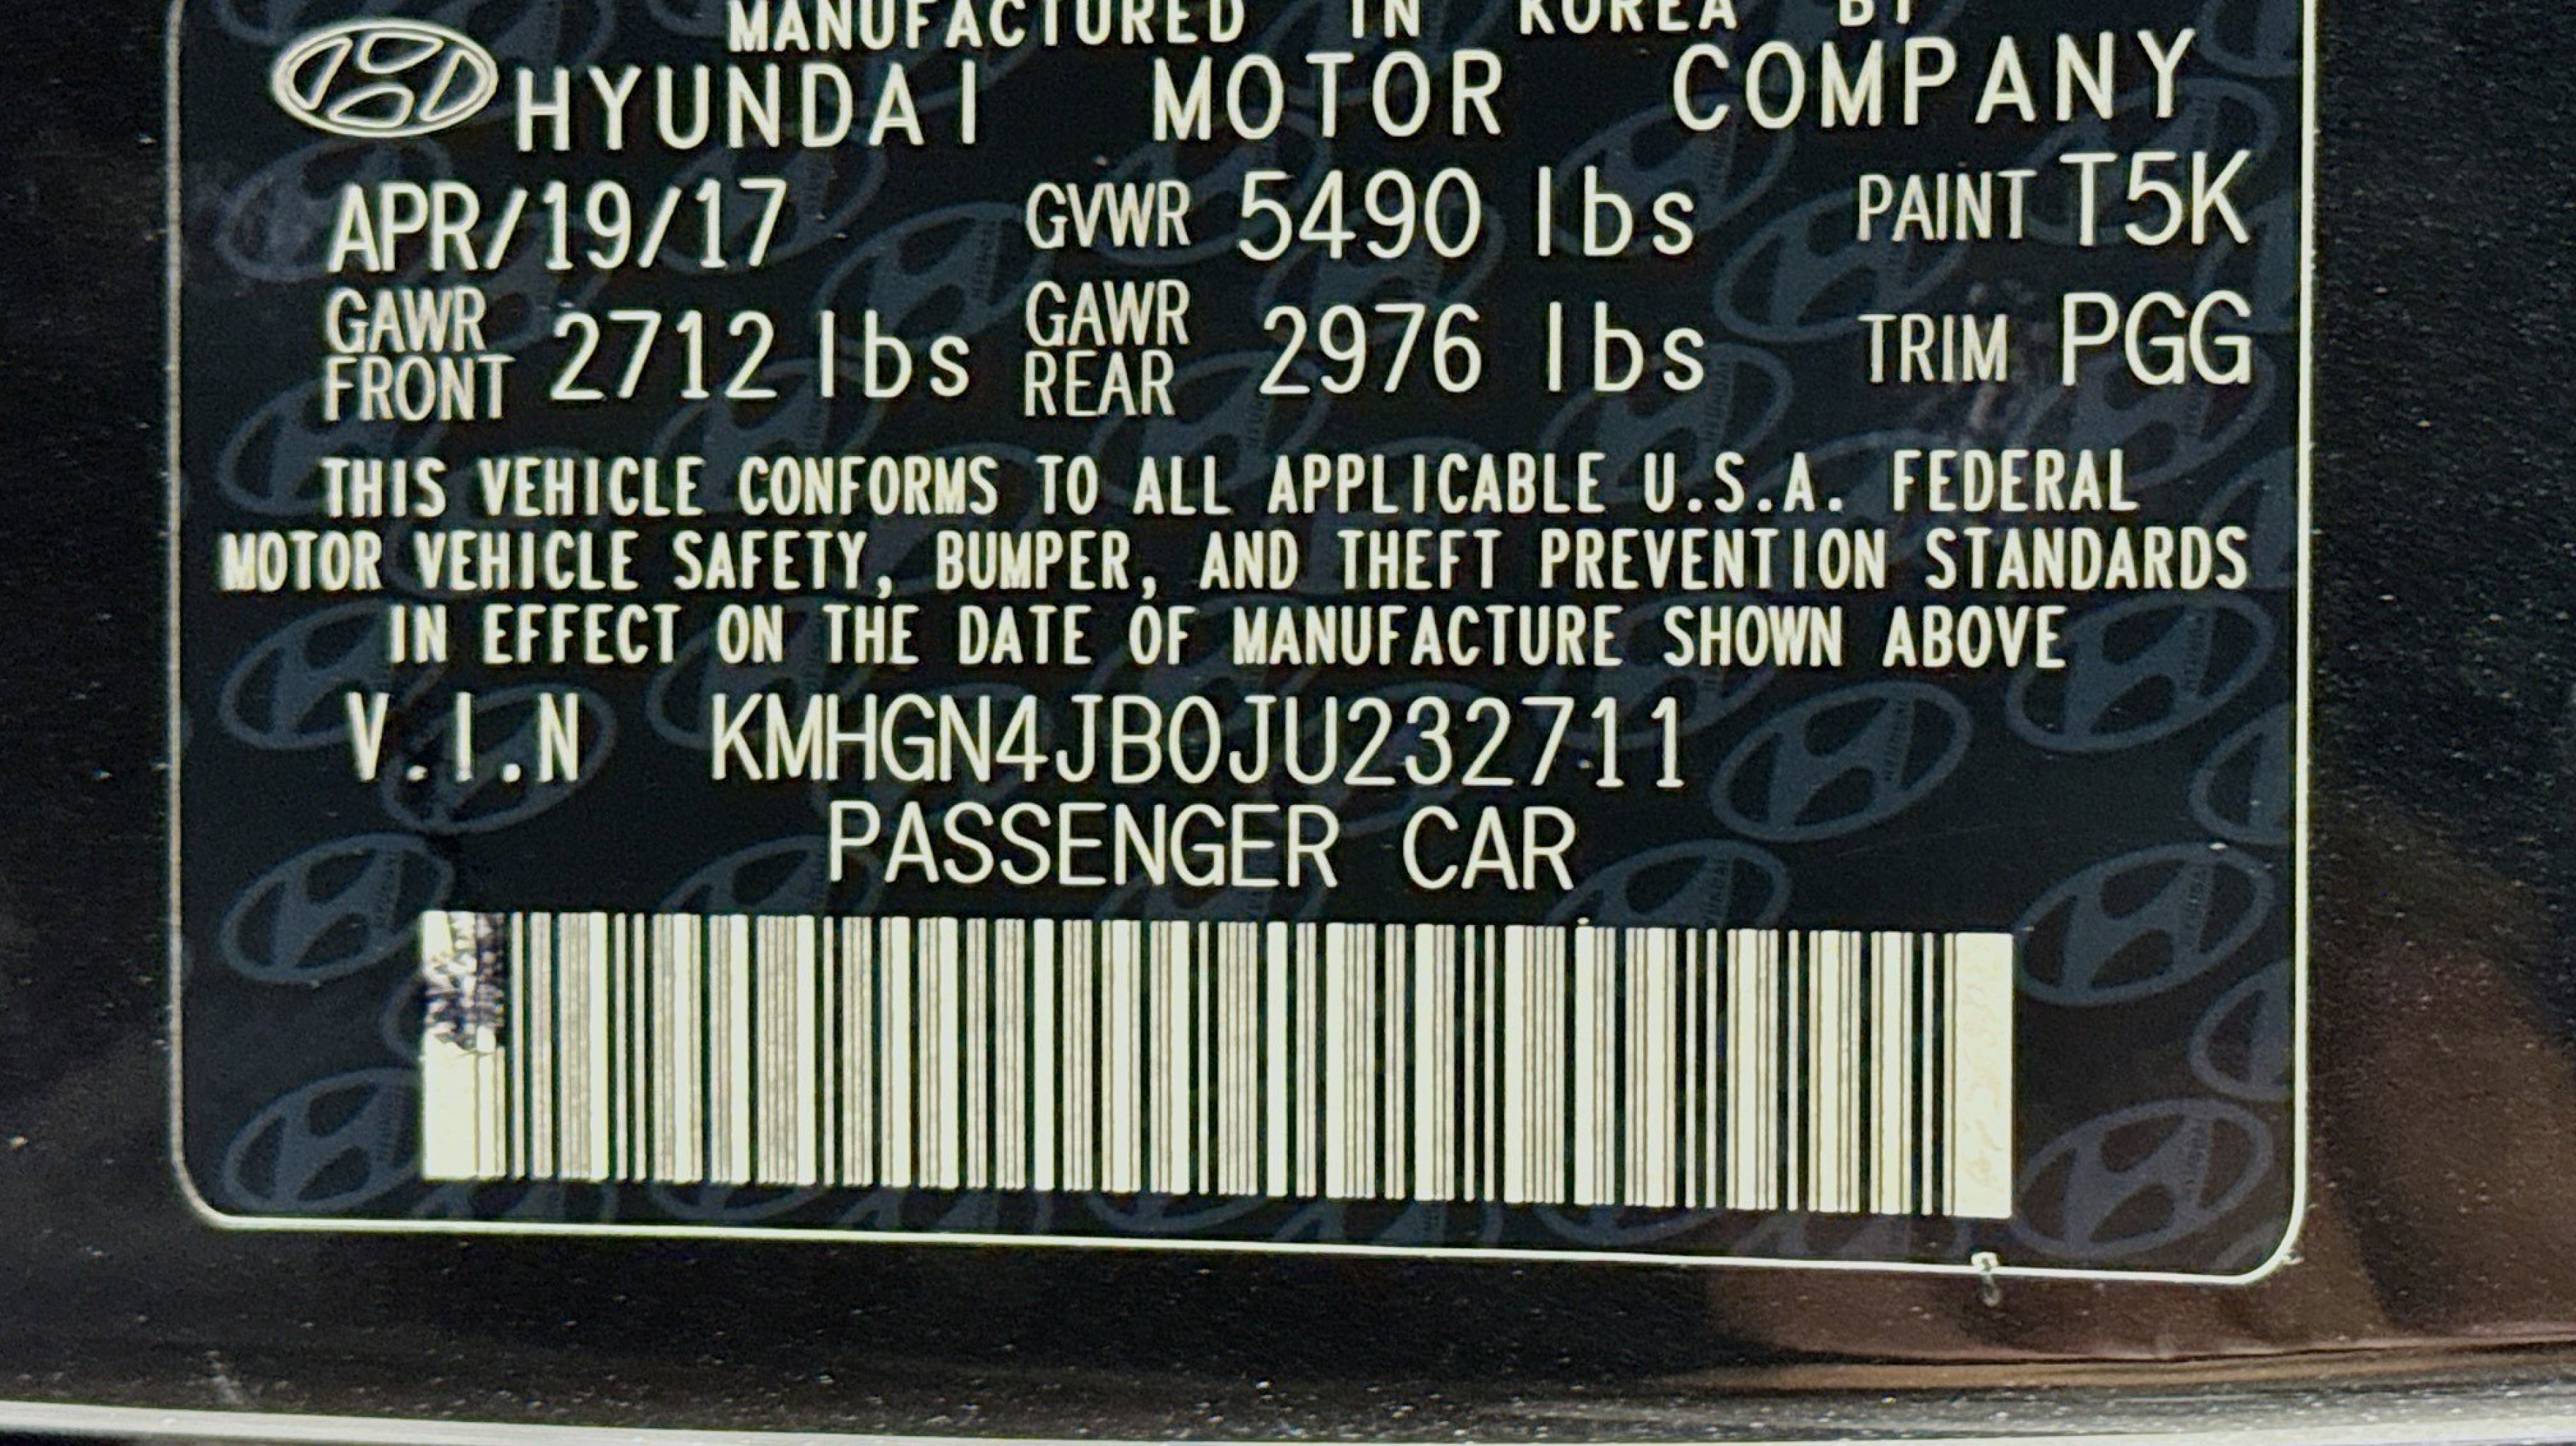 MANUFACTURED IN KOREA BY
HYUNDAI MOTOR COMPANY
APR/19/17 GVWR 5490 lbs PAINT T5K
GAWR FRONT 2712 lbs GAWR REAR 2976 lbs TRIM PGG
THIS VEHICLE CONFORMS TO ALL APPLICABLE U.S.A. FEDERAL
MOTOR VEHICLE SAFETY, BUMPER, AND THEFT PREVENTION STANDARDS
IN EFFECT ON THE DATE OF MANUFACTURE SHOWN ABOVE
V.I.N KMHGN4JB0JU232711
PASSENGER CAR